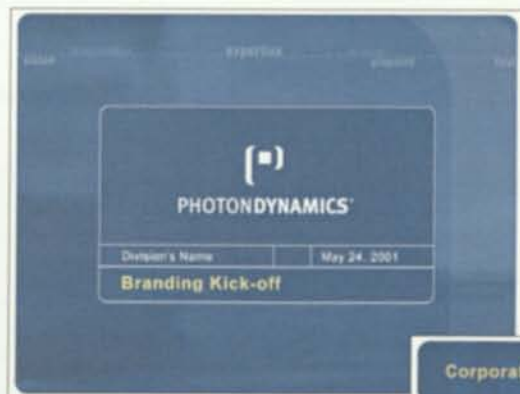 expertise
PHOTONDYNAMICS
Division's Name May 24, 2001
Branding Kick-off
Corporat